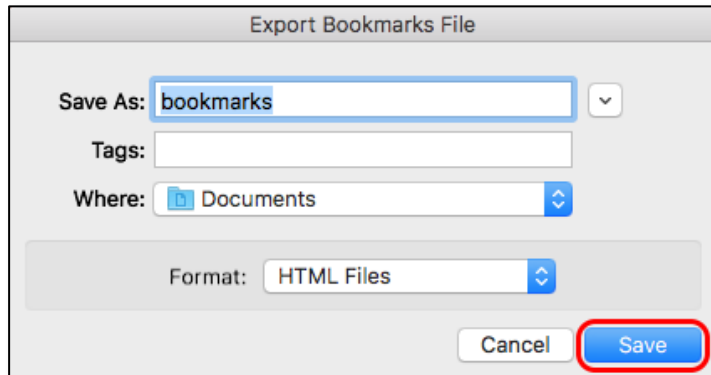 Export Bookmarks File
Save As: bookmarks
Tags:
Where: Documents
Format: HTML Files
Cancel Save